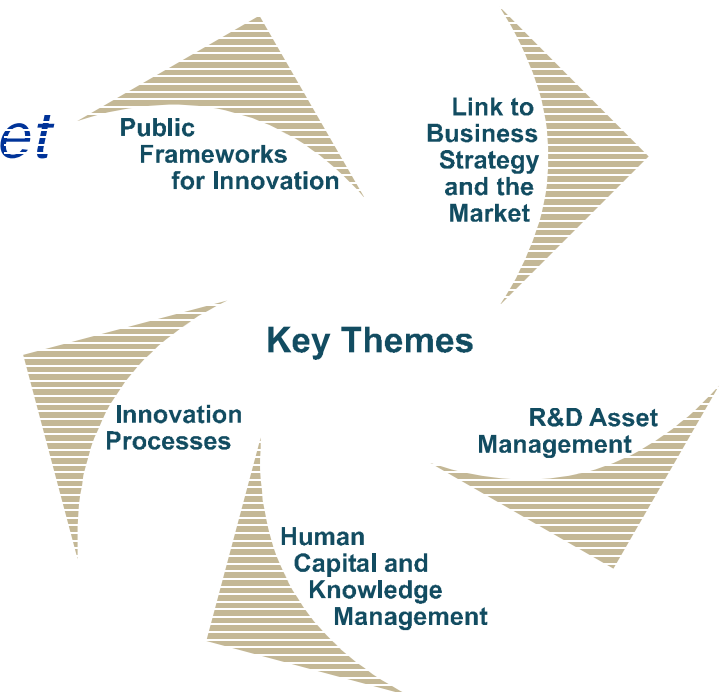 et
Public
Frameworks
for Innovation
Link to
Business
Strategy
and the
Market
Key Themes
Innovation
Processes
R&D Asset
Management
Human
Capital and
Knowledge
Management